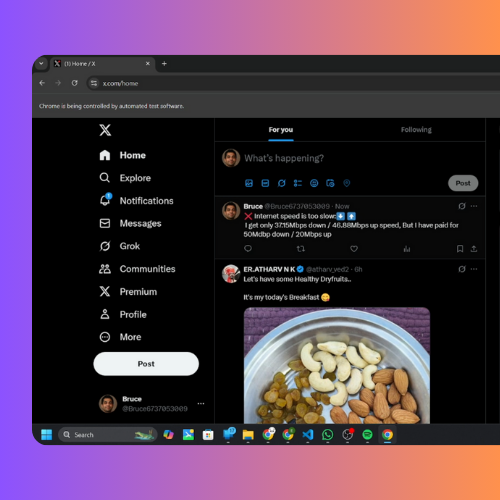 (1) Home / X
x.com/home
Chrome is being controlled by automated test software.
Home
Explore
Notifications
Messages
Grok
Communities
Premium
Profile
More
Post
Bruce
@Bruce6737053009
For you
Following
What's happening?
Post
Bruce @Bruce6737053009 · Now
❌ Internet speed is too slow:⬇️ ⬆️
I get only 37.15Mbps down / 46.88Mbps up speed, But I have paid for
50Mdbp down / 20Mbps up
ER.ATHARV N K @atharv_ved2 · 6h
Let's have some Healthy Dryfruits..
It's my today's Breakfast 😋
Search